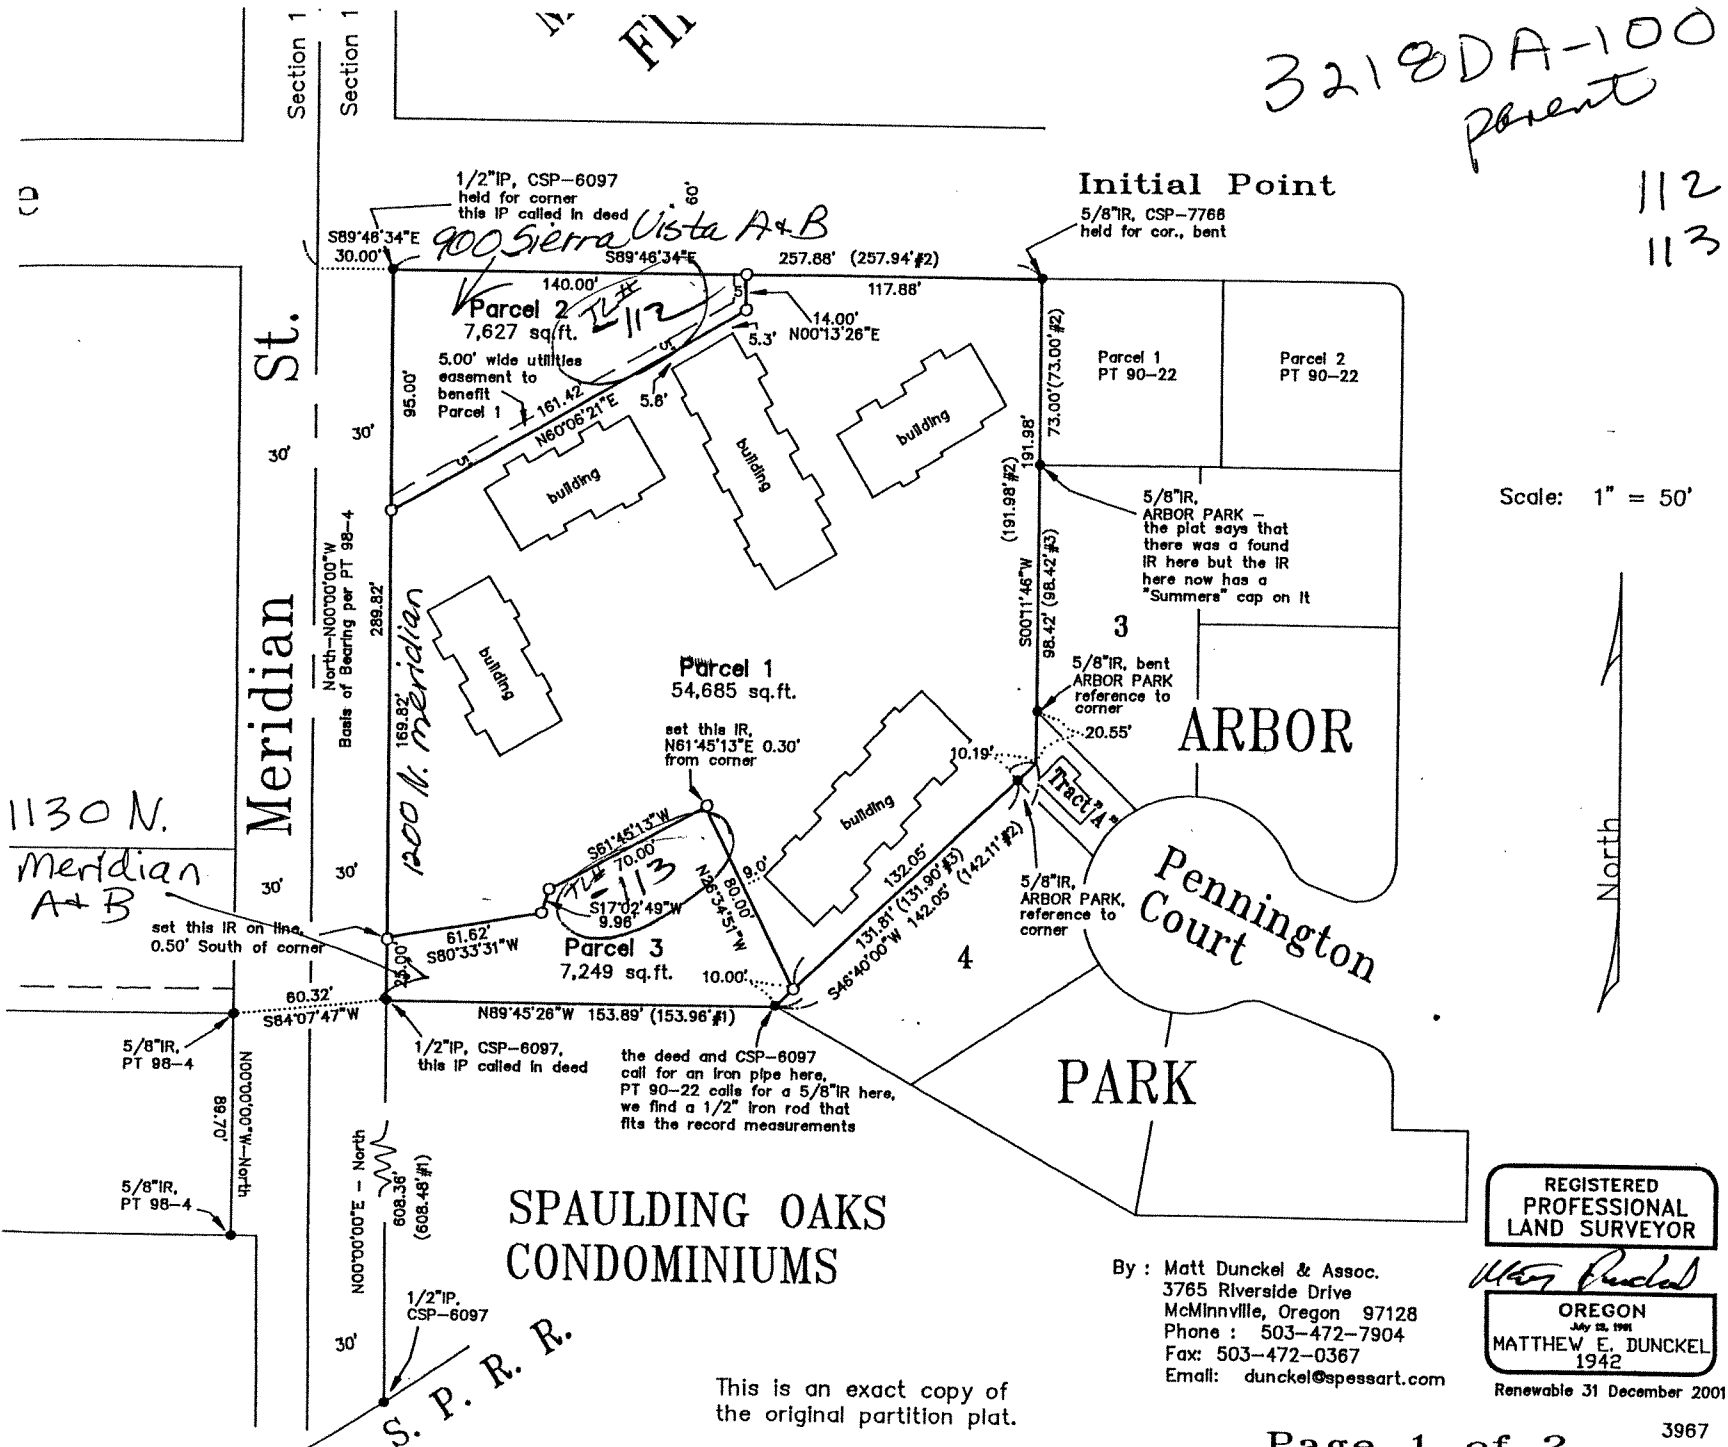 Section 1
Section 1
3218DA-100
parent
112
113
1/2"IP, CSP-6097
held for corner
this IP called in deed
60'
Initial Point
5/8"IR, CSP-7766
held for cor., bent
S89°46'34"E
30.00'
900 Sierra Vista A+B
S89°46'34"E
257.88' (257.94'#2)
140.00'
117.88'
Parcel 2
7,627 sq.ft.
TL#
112
5'
14.00'
N00°13'26"E
5.3'
5.00' wide utilities
easement to
benefit
Parcel 1
161.42'
N60°06'21"E
5'
5'
5.6'
95.00'
30'
30'
building
building
building
building
building
73.00'(73.00'#2)
191.98'
(191.98'#2)
Parcel 1
PT 90-22
Parcel 2
PT 90-22
Scale: 1" = 50'
5/8"IR,
ARBOR PARK –
the plat says that
there was a found
IR here but the IR
here now has a
"Summers" cap on it
S00°11'46"W
98.42' (98.42'#3)
3
Meridian St.
North-N00°00'00"W
Basis of Bearing per PT 98-4
289.82'
169.82'
1200 N. meridian
Parcel 1
54,685 sq.ft.
5/8"IR, bent
ARBOR PARK
reference to
corner
20.55'
10.19'
ARBOR
Tract "A"
set this IR,
N61°45'13"E 0.30'
from corner
1130 N.
Meridian
A+B
30'
30'
S61°45'13"W
70.00'
TL#
113
S17°02'49"W
9.96'
N26°34'51"W
80.00'
9.0'
132.05'
131.81' (131.90'#3)
S46°40'00"W 142.05' (142.11'#2)
5/8"IR,
ARBOR PARK,
reference to
corner
Pennington
Court
North
set this IR on line,
0.50' South of corner
61.62'
S80°33'31"W
25.00'
Parcel 3
7,249 sq.ft.
10.00'
4
60.32'
S84°07'47"W
N89°45'26"W 153.89' (153.96'#1)
5/8"IR,
PT 98-4
1/2"IP, CSP-6097,
this IP called in deed
the deed and CSP-6097
call for an iron pipe here,
PT 90-22 calls for a 5/8"IR here,
we find a 1/2" iron rod that
fits the record measurements
PARK
N00°00'00"W-North
89.70'
5/8"IR,
PT 98-4
N00°00'00"E – North
608.36'
(608.48'#1)
SPAULDING OAKS
CONDOMINIUMS
1/2"IP,
CSP-6097
30'
S. P. R. R.
By : Matt Dunckel & Assoc.
3765 Riverside Drive
McMinnville, Oregon 97128
Phone : 503-472-7904
Fax: 503-472-0367
Email: dunckel@spessart.com
REGISTERED
PROFESSIONAL
LAND SURVEYOR
OREGON
MATTHEW E. DUNCKEL
1942
Renewable 31 December 2001
This is an exact copy of
the original partition plat.
3967
Page 1 of